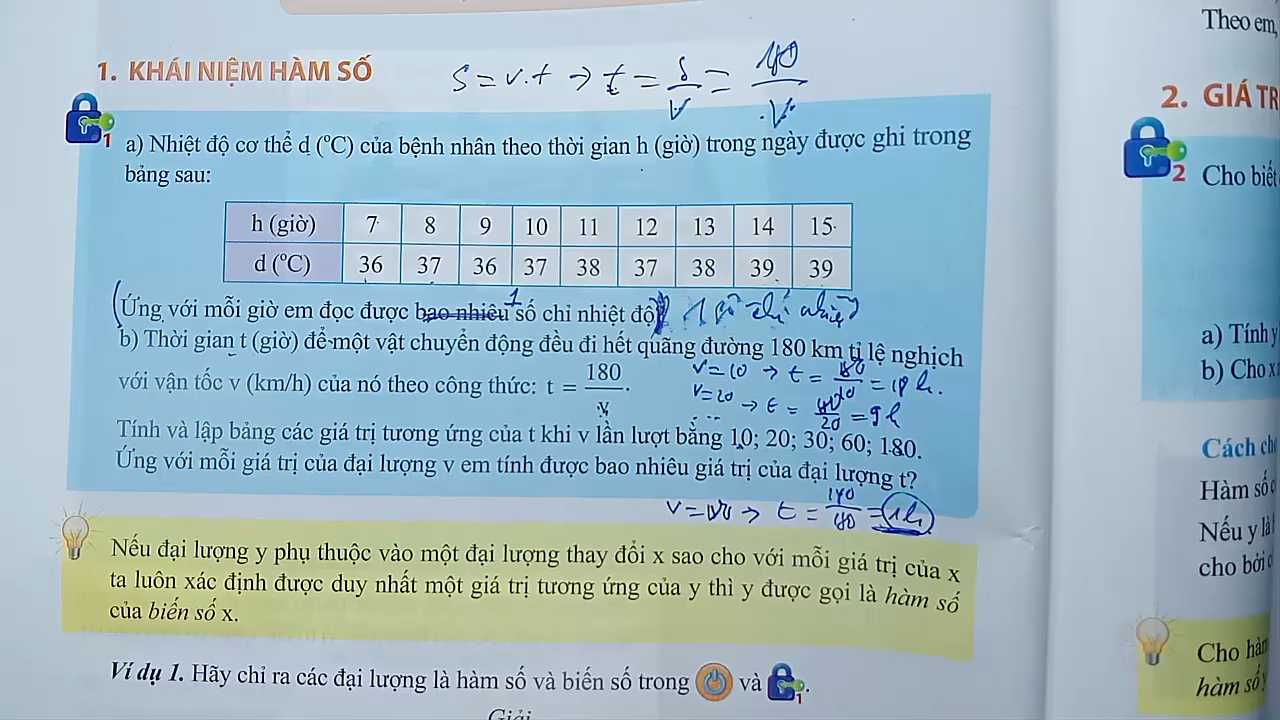 1. KHÁI NIỆM HÀM SỐ
S = v.t → t = S/v = 180/v
1
a) Nhiệt độ cơ thể d (ºC) của bệnh nhân theo thời gian h (giờ) trong ngày được ghi trong
bảng sau:
h (giờ) 7 8 9 10 11 12 13 14 15
d (ºC) 36 37 36 37 38 37 38 39 39
(Ứng với mỗi giờ em đọc được bao nhiêu 1 số chỉ nhiệt độ
b) Thời gian t (giờ) để một vật chuyển động đều đi hết quãng đường 180 km tỉ lệ nghịch
v=10 → t = 180/10 = 18h.
với vận tốc v (km/h) của nó theo công thức: t = 180/v.
v=20 → t = 180/20 = 9h
...
Tính và lập bảng các giá trị tương ứng của t khi v lần lượt bằng 10; 20; 30; 60; 180.
Ứng với mỗi giá trị của đại lượng v em tính được bao nhiêu giá trị của đại lượng t?
v=180 → t = 180/180 = 1h
Nếu đại lượng y phụ thuộc vào một đại lượng thay đổi x sao cho với mỗi giá trị của x
ta luôn xác định được duy nhất một giá trị tương ứng của y thì y được gọi là hàm số
của biến số x.
Ví dụ 1. Hãy chỉ ra các đại lượng là hàm số và biến số trong và 1.
Giải
Theo em,
2. GIÁ TR
2 Cho biết
a) Tính y
b) Cho x
Cách ch
Hàm số
Nếu y là
cho bởi
Cho hàm
hàm số y